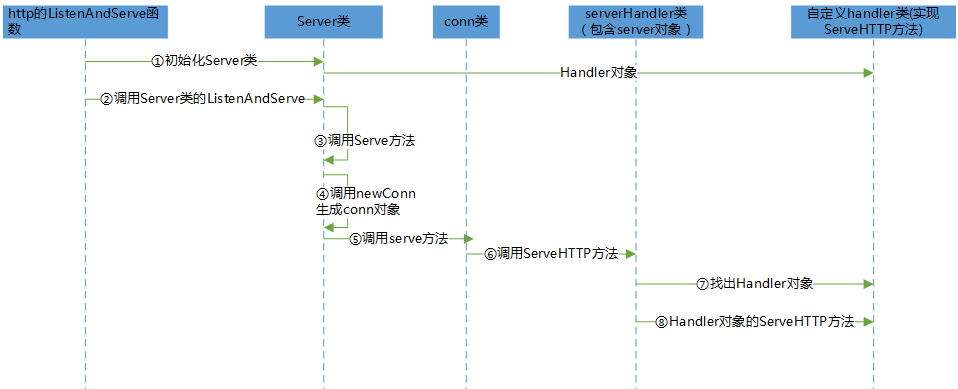 http的ListenAndServe函
数
Server类
conn类
serverHandler类
（包含server对象）
自定义handler类(实现
ServeHTTP方法)
①初始化Server类
Handler对象
②调用Server类的ListenAndServe
③调用Serve方法
④调用newConn
生成conn对象
⑤调用serve方法
⑥调用ServeHTTP方法
⑦找出Handler对象
⑧Handler对象的ServeHTTP方法